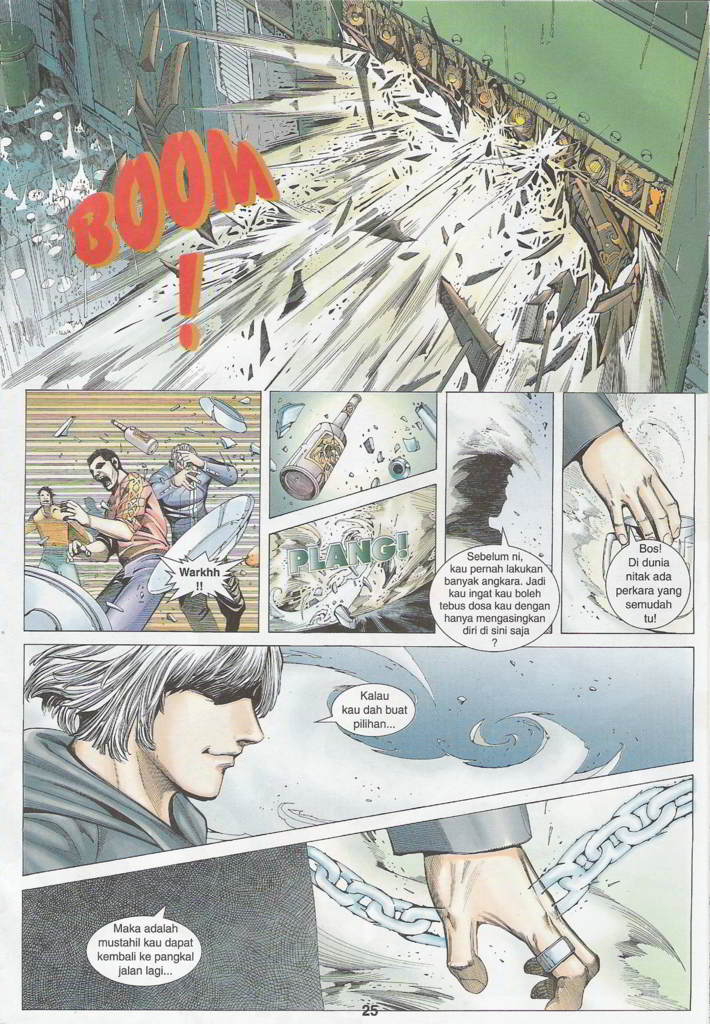 BOOM
!
Warkhh
!!
PLANG!
Sebelum ni,
kau pernah lakukan
banyak angkara. Jadi
kau ingat kau boleh
tebus dosa kau dengan
hanya mengasingkan
diri di sini saja
?
Bos!
Di dunia
nitak ada
perkara yang
semudah
tu!
Kalau
kau dah buat
pilihan...
Maka adalah
mustahil kau dapat
kembali ke pangkal
jalan lagi...
25